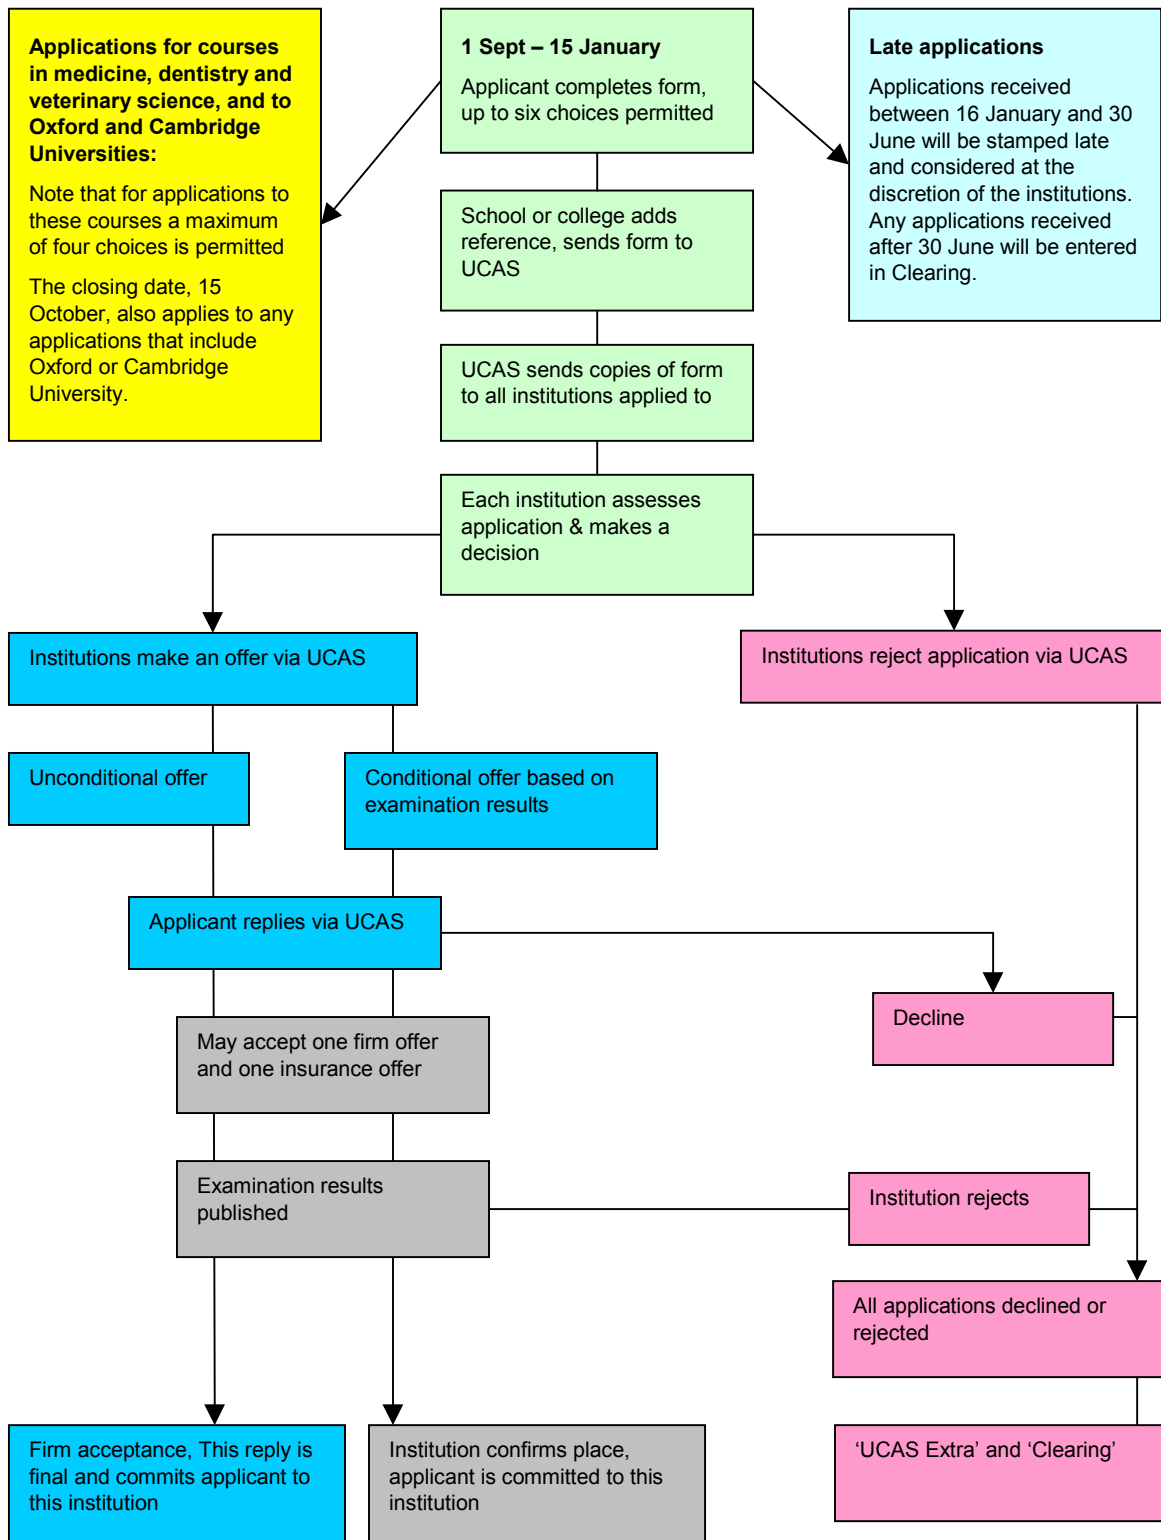 Applications for courses
in medicine, dentistry and
veterinary science, and to
Oxford and Cambridge
Universities:
Note that for applications to
these courses a maximum
of four choices is permitted
The closing date, 15
October, also applies to any
applications that include
Oxford or Cambridge
University.
1 Sept – 15 January
Applicant completes form,
up to six choices permitted
Late applications
Applications received
between 16 January and 30
June will be stamped late
and considered at the
discretion of the institutions.
Any applications received
after 30 June will be entered
in Clearing.
School or college adds
reference, sends form to
UCAS
UCAS sends copies of form
to all institutions applied to
Each institution assesses
application & makes a
decision
Institutions make an offer via UCAS
Institutions reject application via UCAS
Unconditional offer
Conditional offer based on
examination results
Applicant replies via UCAS
Decline
May accept one firm offer
and one insurance offer
Examination results
published
Institution rejects
All applications declined or
rejected
Firm acceptance, This reply is
final and commits applicant to
this institution
Institution confirms place,
applicant is committed to this
institution
‘UCAS Extra’ and ‘Clearing’